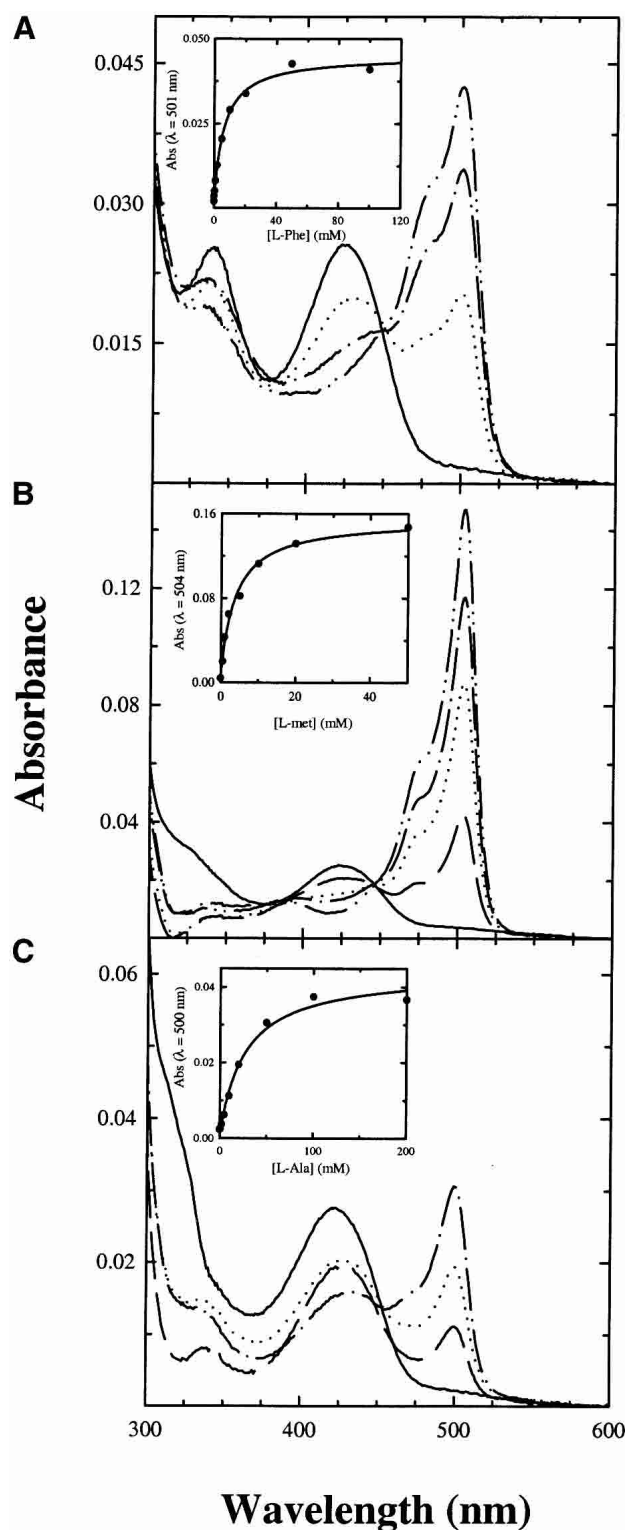 A
0.045
0.030
0.015
0.050
0.025
Abs (λ = 501 nm)
0 40 80 120
[L-Phe] (mM)
B
0.12
0.08
0.04
0.16
0.08
0.00
Abs (λ = 504 nm)
0 20 40
[L-met] (mM)
Absorbance
C
0.06
0.04
0.02
0.04
0.02
0.00
Abs (λ = 500 nm)
0 100 200
[L-Ala] (mM)
300 400 500 600
Wavelength (nm)